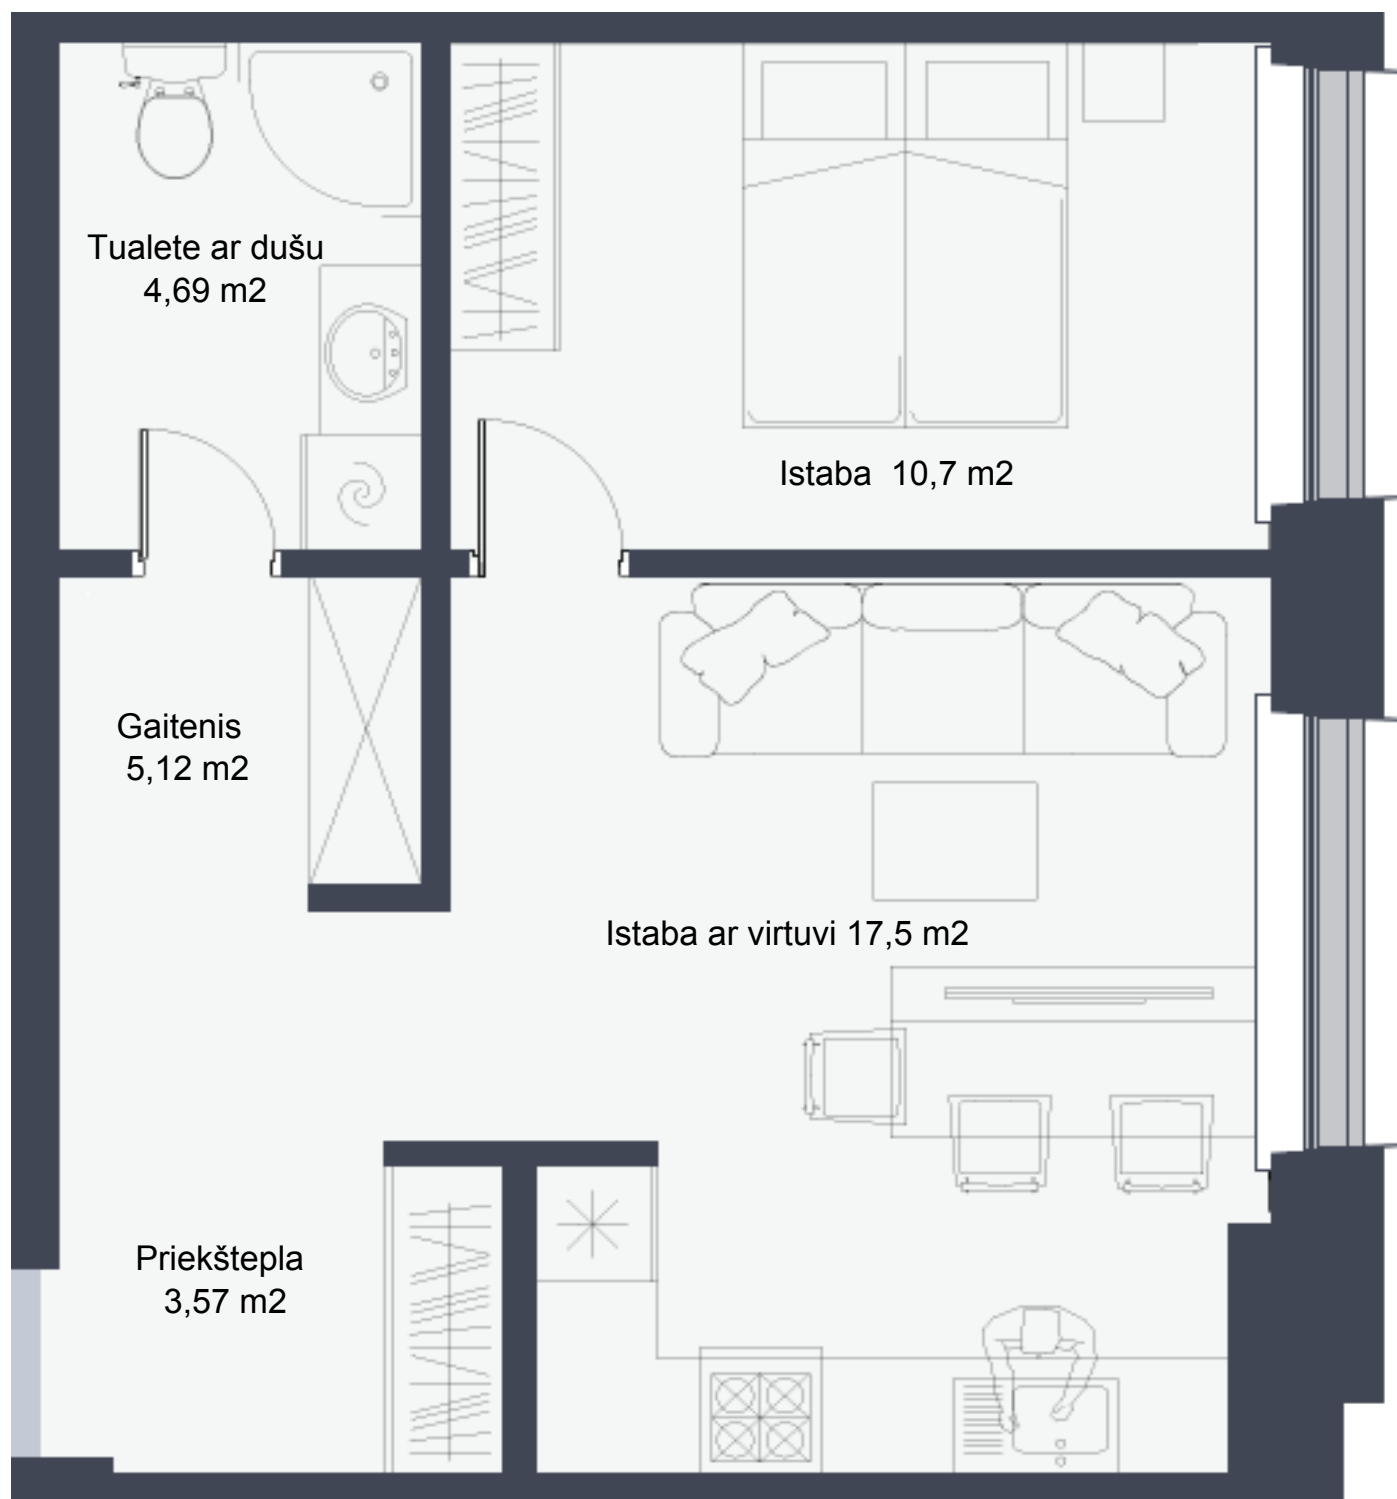 Tualete ar dušu
4,69 m2
Istaba  10,7 m2
Gaitenis
5,12 m2
Istaba ar virtuvi 17,5 m2
Priekštepla
3,57 m2